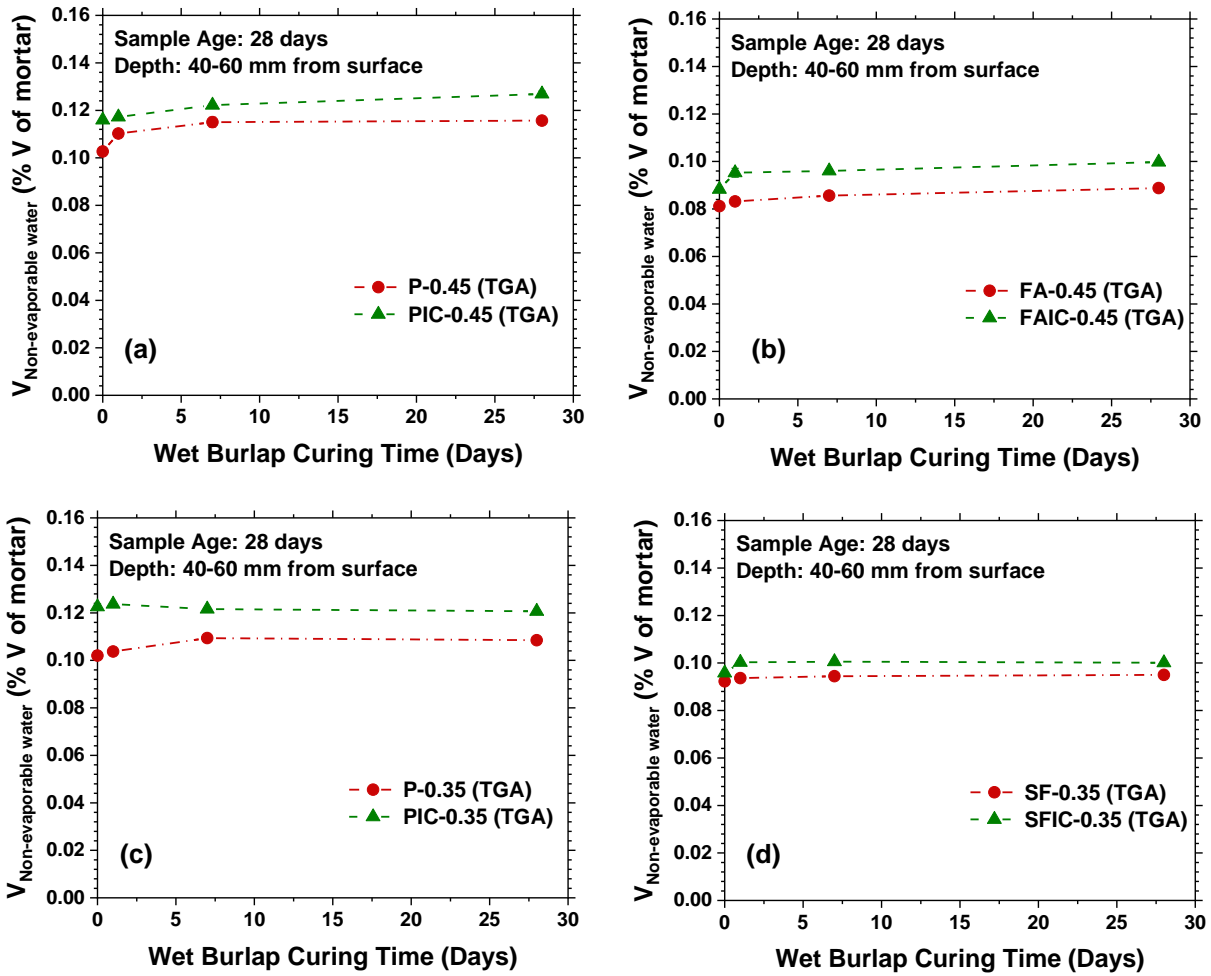 Sample Age: 28 days
Depth: 40-60 mm from surface
V Non-evaporable water (% V of mortar)
0.16
0.14
0.12
0.10
0.08
0.06
0.04
0.02
0.00
P-0.45 (TGA)
PIC-0.45 (TGA)
(a)
0 5 10 15 20 25 30
Wet Burlap Curing Time (Days)
Sample Age: 28 days
Depth: 40-60 mm from surface
V Non-evaporable water (% V of mortar)
0.16
0.14
0.12
0.10
0.08
0.06
0.04
0.02
0.00
FA-0.45 (TGA)
FAIC-0.45 (TGA)
(b)
0 5 10 15 20 25 30
Wet Burlap Curing Time (Days)
Sample Age: 28 days
Depth: 40-60 mm from surface
V Non-evaporable water (% V of mortar)
0.16
0.14
0.12
0.10
0.08
0.06
0.04
0.02
0.00
P-0.35 (TGA)
PIC-0.35 (TGA)
(c)
0 5 10 15 20 25 30
Wet Burlap Curing Time (Days)
Sample Age: 28 days
Depth: 40-60 mm from surface
V Non-evaporable water (% V of mortar)
0.16
0.14
0.12
0.10
0.08
0.06
0.04
0.02
0.00
SF-0.35 (TGA)
SFIC-0.35 (TGA)
(d)
0 5 10 15 20 25 30
Wet Burlap Curing Time (Days)